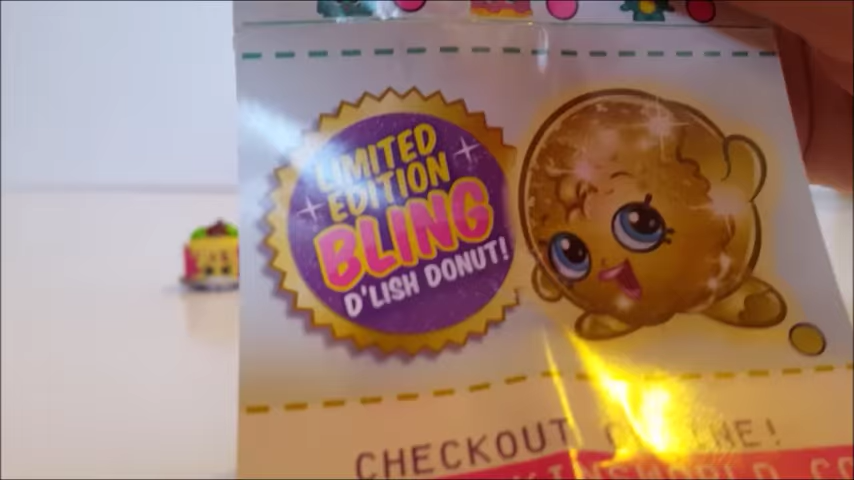 LIMITED
EDITION
BLING
D'LISH DONUT!
CHECKOUT